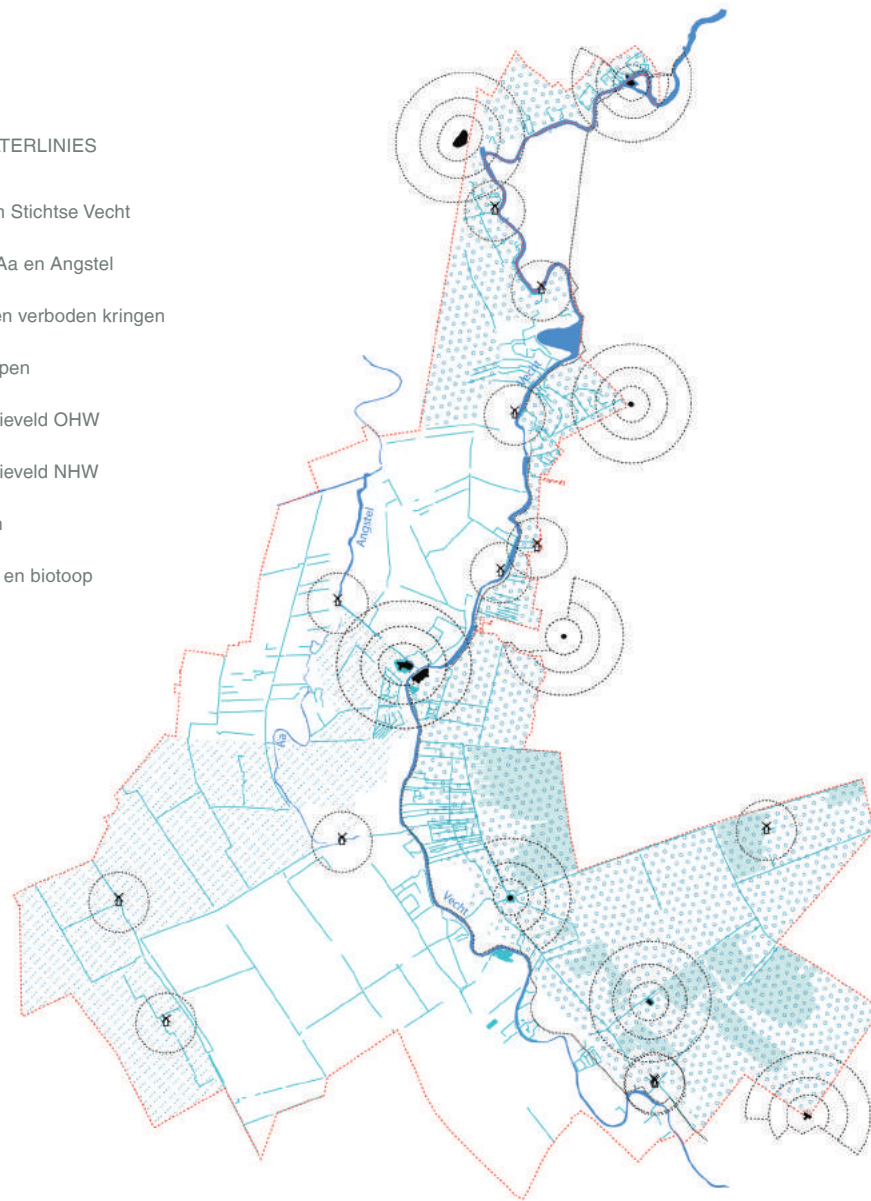 TERLINIES
n Stichtse Vecht
Aa en Angstel
en verboden kringen
pen
ieveld OHW
ieveld NHW
n
en biotoop
Vecht
Angstel
Aa
Vecht